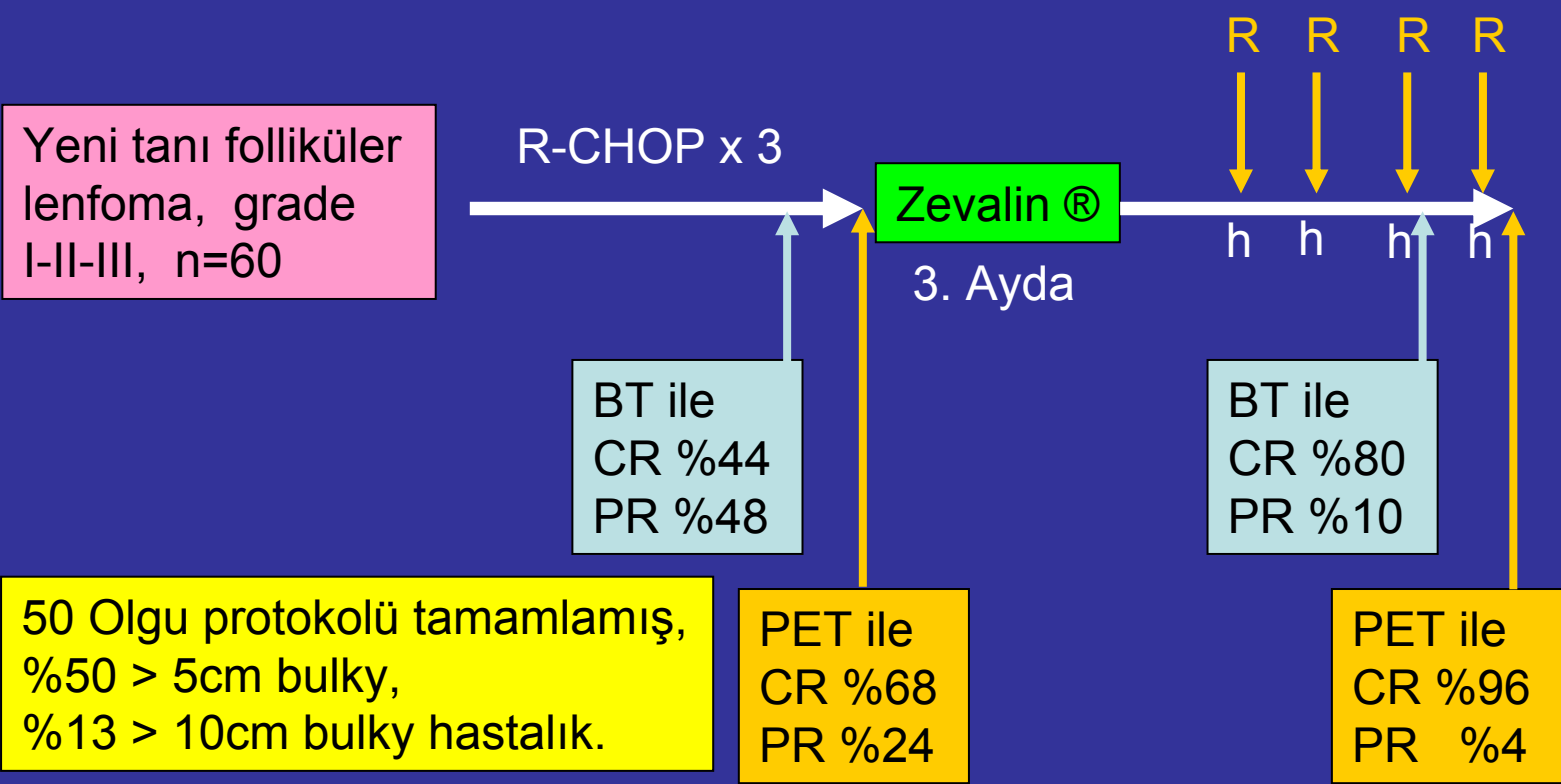 R R R R
Yeni tanı folliküler
lenfoma, grade
I-II-III, n=60
R-CHOP x 3
Zevalin ®
3. Ayda
h h h h
BT ile
CR %44
PR %48
BT ile
CR %80
PR %10
50 Olgu protokolü tamamlamış,
%50 > 5cm bulky,
%13 > 10cm bulky hastalık.
PET ile
CR %68
PR %24
PET ile
CR %96
PR %4